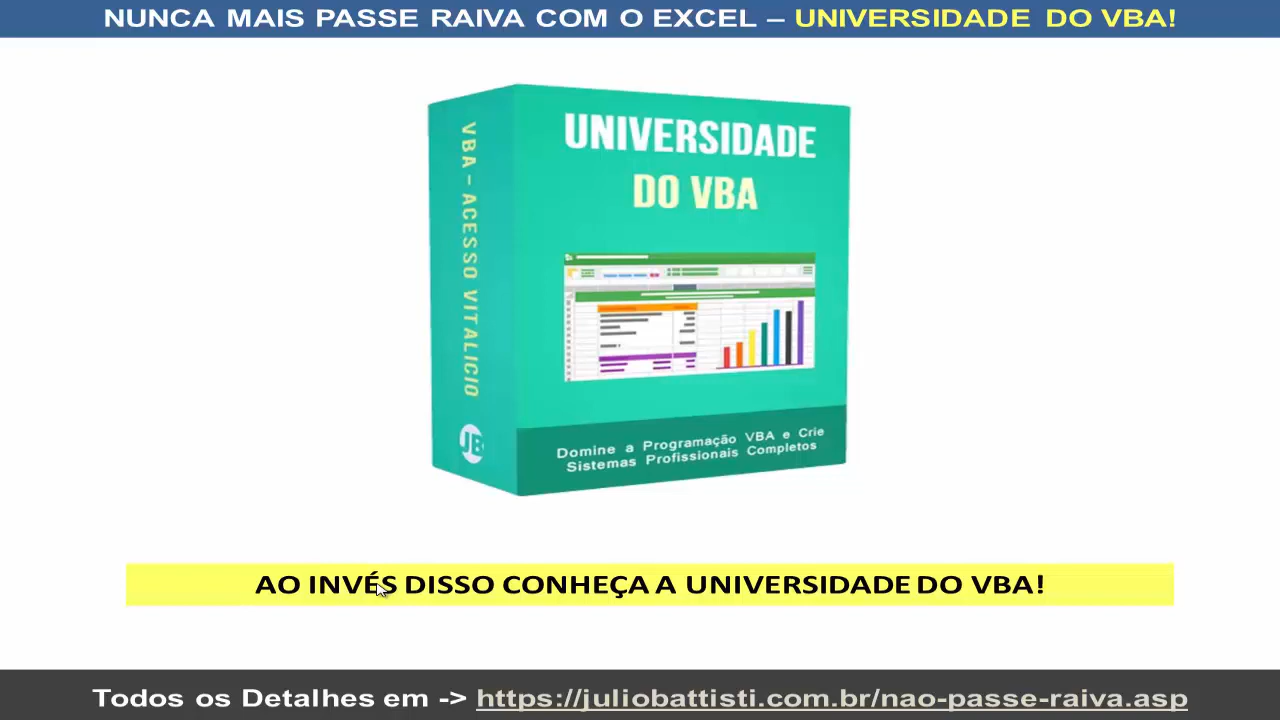 NUNCA MAIS PASSE RAIVA COM O EXCEL – UNIVERSIDADE DO VBA!
UNIVERSIDADE
DO VBA
VBA – ACESSO VITALICIO
JB
Domine a Programação VBA e Crie
Sistemas Profissionais Completos
AO INVÉS DISSO CONHEÇA A UNIVERSIDADE DO VBA!
Todos os Detalhes em -> https://juliobattisti.com.br/nao-passe-raiva.asp